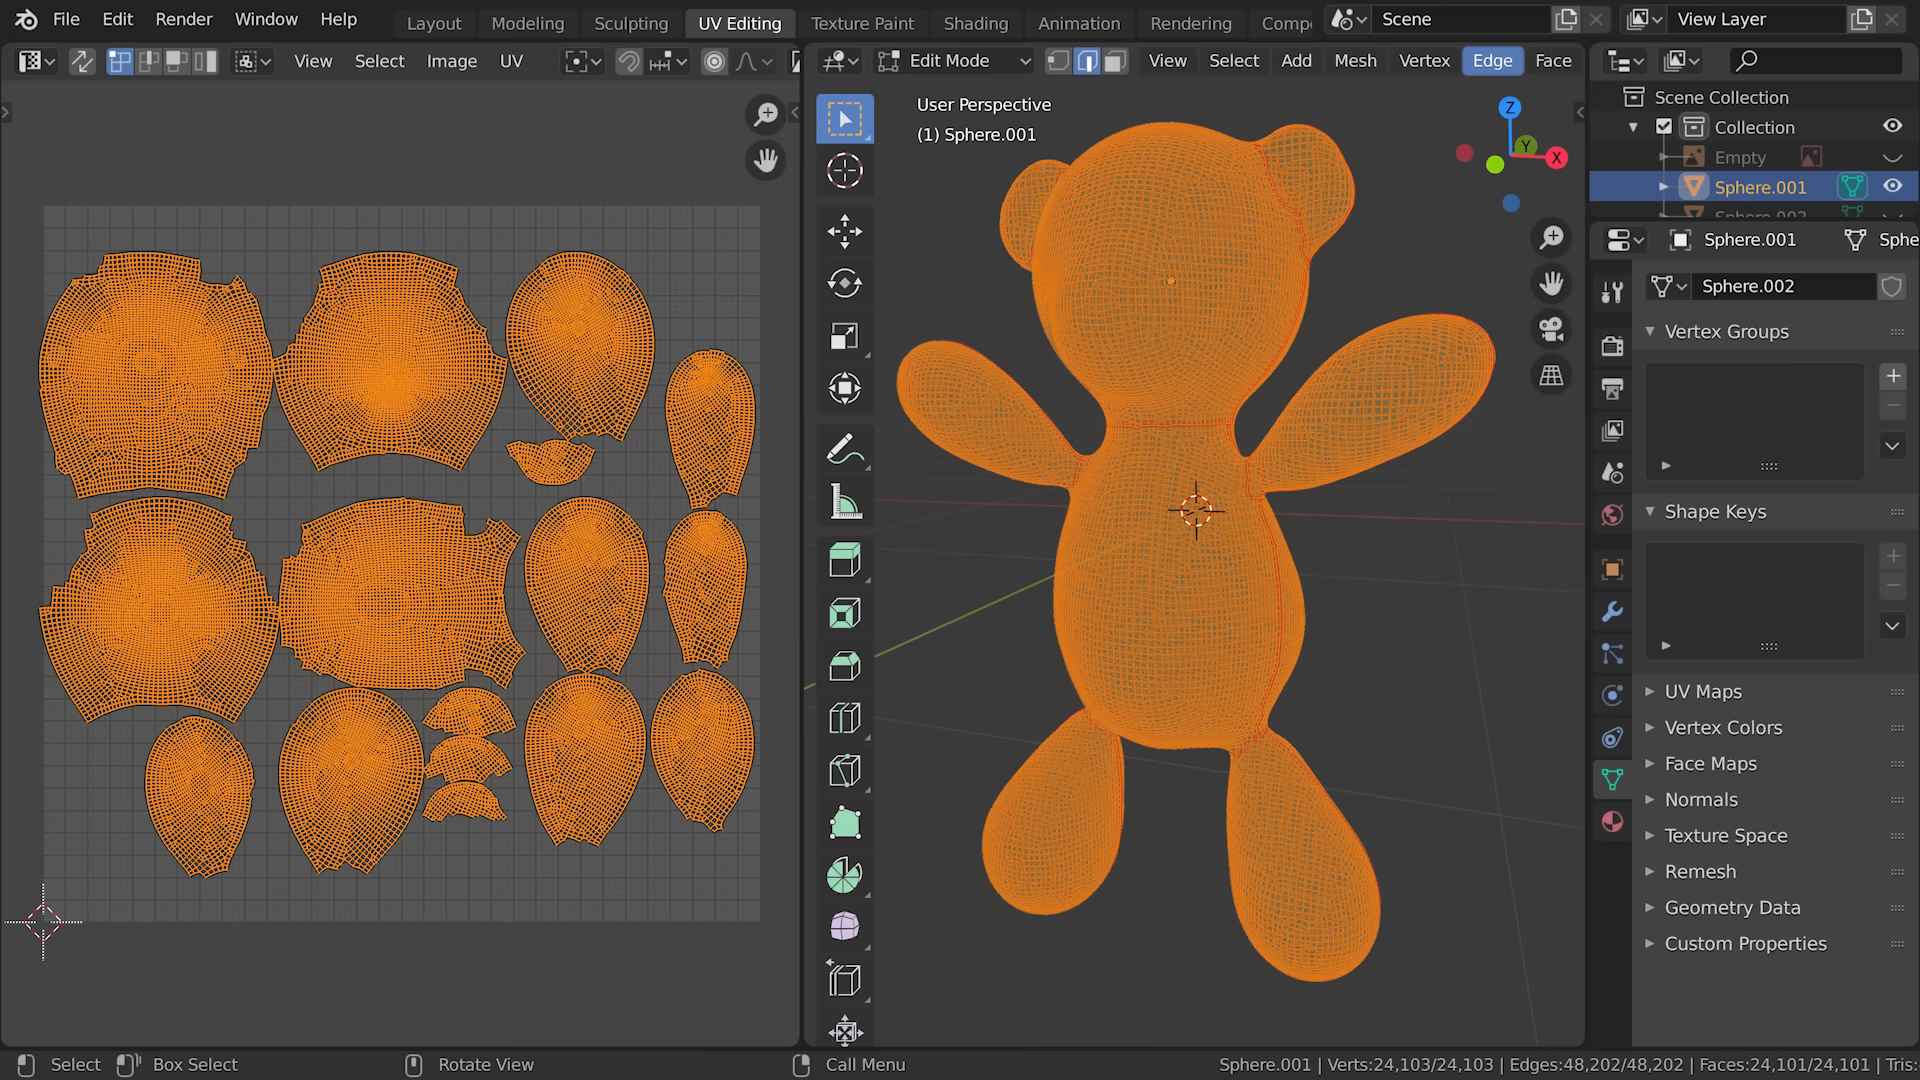 File Edit Render Window Help
Layout Modeling Sculpting UV Editing Texture Paint Shading Animation Rendering Compo
Scene
View Layer
View Select Image UV
Edit Mode
View Select Add Mesh Vertex Edge Face
User Perspective
(1) Sphere.001
Z
Y
X
Scene Collection
Collection
Empty
Sphere.001
Sphere.002
Sphere.001
Sphe
Sphere.002
Vertex Groups
Shape Keys
UV Maps
Vertex Colors
Face Maps
Normals
Texture Space
Remesh
Geometry Data
Custom Properties
Select Box Select Rotate View Call Menu Sphere.001 | Verts:24,103/24,103 | Edges:48,202/48,202 | Faces:24,101/24,101 | Tris: